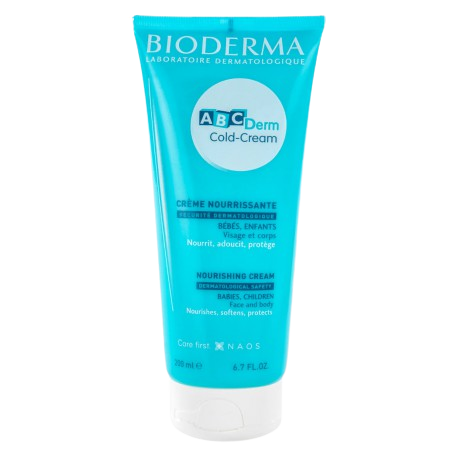 BIODERMA
LABORATOIRE DERMATOLOGIQUE
ABCDerm
Cold-Cream
CRÈME NOURRISSANTE
SÉCURITÉ DERMATOLOGIQUE
BÉBÉS, ENFANTS
Visage et corps
Nourrit, adoucit, protège
NOURISHING CREAM
DERMATOLOGICAL SAFETY
BABIES, CHILDREN
Face and body
Nourishes, softens, protects
Care first NAOS
200 ml ℮ 6.7 FL.OZ.